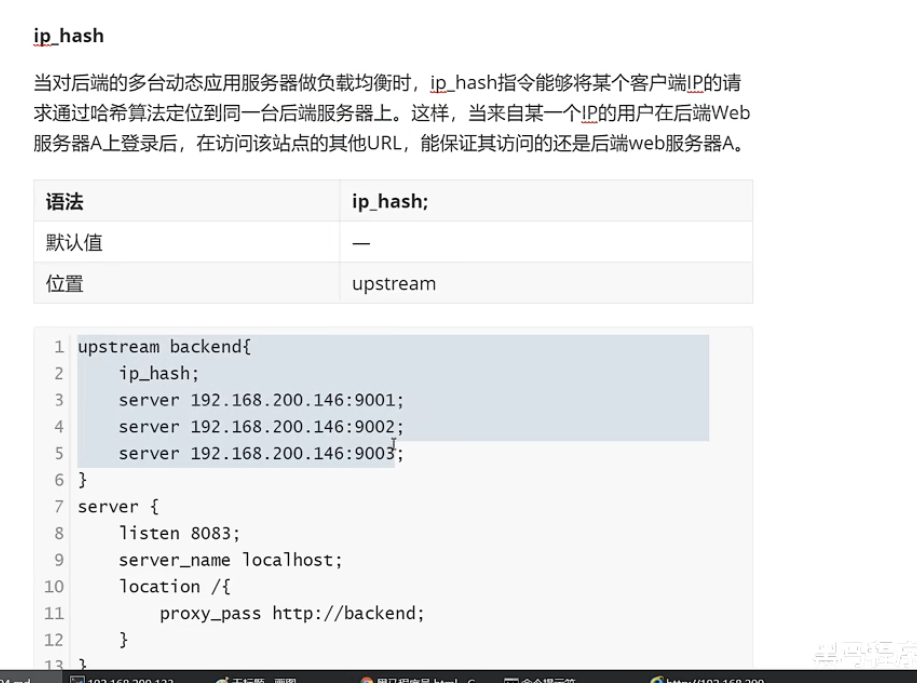 ip_hash
当对后端的多台动态应用服务器做负载均衡时，ip_hash指令能够将某个客户端IP的请
求通过哈希算法定位到同一台后端服务器上。这样，当来自某一个IP的用户在后端Web
服务器A上登录后，在访问该站点的其他URL，能保证其访问的还是后端web服务器A。
语法 ip_hash;
默认值 —
位置 upstream
1 upstream backend{
2 ip_hash;
3 server 192.168.200.146:9001;
4 server 192.168.200.146:9002;
5 server 192.168.200.146:9003;
6 }
7 server {
8 listen 8083;
9 server_name localhost;
10 location /{
11 proxy_pass http://backend;
12 }
13 }
黑马程序